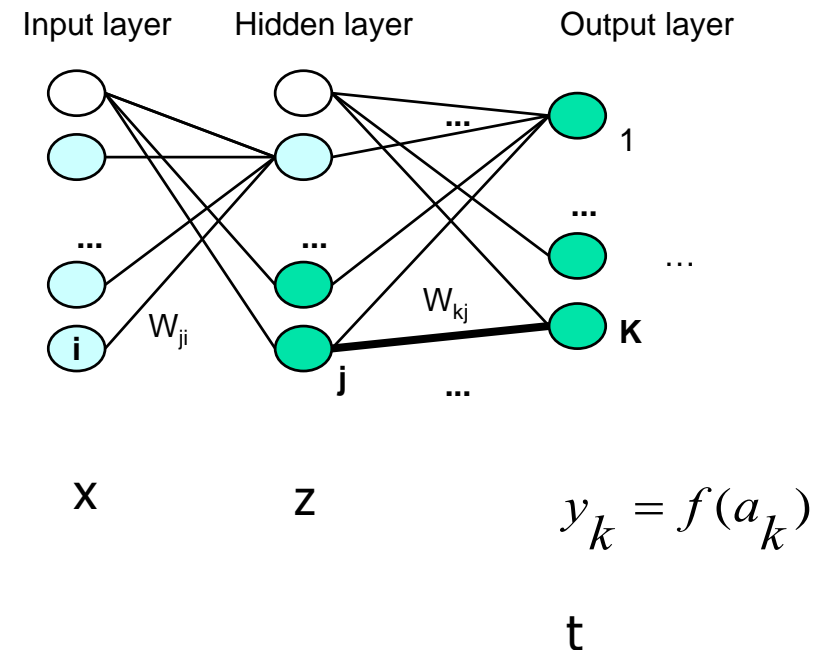 Input layer Hidden layer Output layer
...
1
... ... ... ...
W_ji W_kj
i j K
...
x z y_k = f(a_k)
t